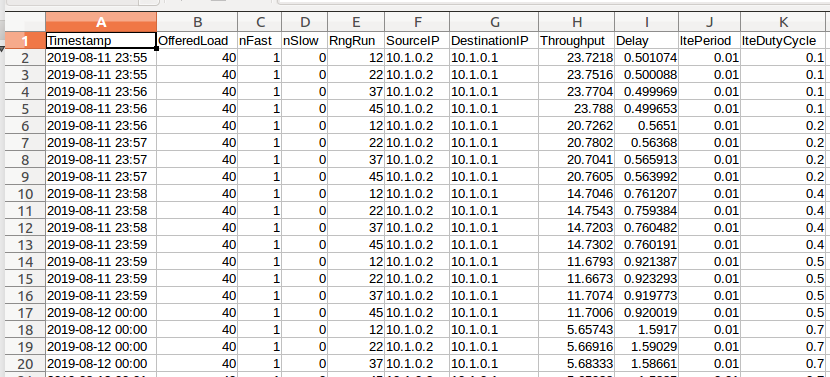 A B C D E F G H I J K
1 Timestamp OfferedLoad nFast nSlow RngRun SourceIP DestinationIP Throughput Delay ltePeriod lteDutyCycle
2 2019-08-11 23:55 40 1 0 12 10.1.0.2 10.1.0.1 23.7218 0.501074 0.01 0.1
3 2019-08-11 23:55 40 1 0 22 10.1.0.2 10.1.0.1 23.7516 0.500088 0.01 0.1
4 2019-08-11 23:56 40 1 0 37 10.1.0.2 10.1.0.1 23.7704 0.499969 0.01 0.1
5 2019-08-11 23:56 40 1 0 45 10.1.0.2 10.1.0.1 23.788 0.499653 0.01 0.1
6 2019-08-11 23:56 40 1 0 12 10.1.0.2 10.1.0.1 20.7262 0.5651 0.01 0.2
7 2019-08-11 23:57 40 1 0 22 10.1.0.2 10.1.0.1 20.7802 0.56368 0.01 0.2
8 2019-08-11 23:57 40 1 0 37 10.1.0.2 10.1.0.1 20.7041 0.565913 0.01 0.2
9 2019-08-11 23:57 40 1 0 45 10.1.0.2 10.1.0.1 20.7605 0.563992 0.01 0.2
10 2019-08-11 23:58 40 1 0 12 10.1.0.2 10.1.0.1 14.7046 0.761207 0.01 0.4
11 2019-08-11 23:58 40 1 0 22 10.1.0.2 10.1.0.1 14.7543 0.759384 0.01 0.4
12 2019-08-11 23:58 40 1 0 37 10.1.0.2 10.1.0.1 14.7203 0.760482 0.01 0.4
13 2019-08-11 23:59 40 1 0 45 10.1.0.2 10.1.0.1 14.7302 0.760191 0.01 0.4
14 2019-08-11 23:59 40 1 0 12 10.1.0.2 10.1.0.1 11.6793 0.921387 0.01 0.5
15 2019-08-11 23:59 40 1 0 22 10.1.0.2 10.1.0.1 11.6673 0.923293 0.01 0.5
16 2019-08-11 23:59 40 1 0 37 10.1.0.2 10.1.0.1 11.7074 0.919773 0.01 0.5
17 2019-08-12 00:00 40 1 0 45 10.1.0.2 10.1.0.1 11.7006 0.920019 0.01 0.5
18 2019-08-12 00:00 40 1 0 12 10.1.0.2 10.1.0.1 5.65743 1.5917 0.01 0.7
19 2019-08-12 00:00 40 1 0 22 10.1.0.2 10.1.0.1 5.66916 1.59029 0.01 0.7
20 2019-08-12 00:00 40 1 0 37 10.1.0.2 10.1.0.1 5.68333 1.58661 0.01 0.7